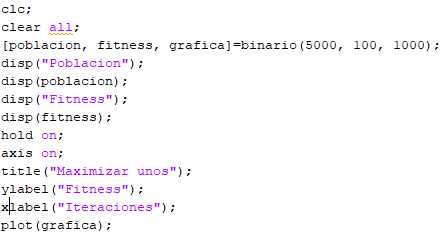 clc;
clear all;
[poblacion, fitness, grafica]=binario(5000, 100, 1000);
disp("Poblacion");
disp(poblacion);
disp("Fitness");
disp(fitness);
hold on;
axis on;
title("Maximizar unos");
ylabel("Fitness");
xlabel("Iteraciones");
plot(grafica);